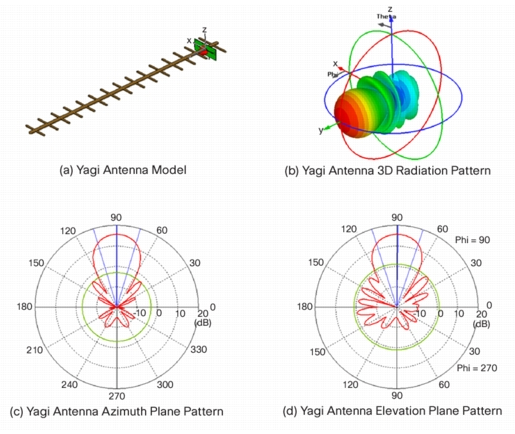 Z
X
(a) Yagi Antenna Model
Z
Theta
X
Phi
y
(b) Yagi Antenna 3D Radiation Pattern
90
120 60
150 30
180 -10 0 10 20 0
(dB)
210 330
240 300
270
(c) Yagi Antenna Azimuth Plane Pattern
90
120 60 Phi = 90
150 30
180 -10 0 10 20 0
(dB)
150 30
120 60 Phi = 270
90
(d) Yagi Antenna Elevation Plane Pattern